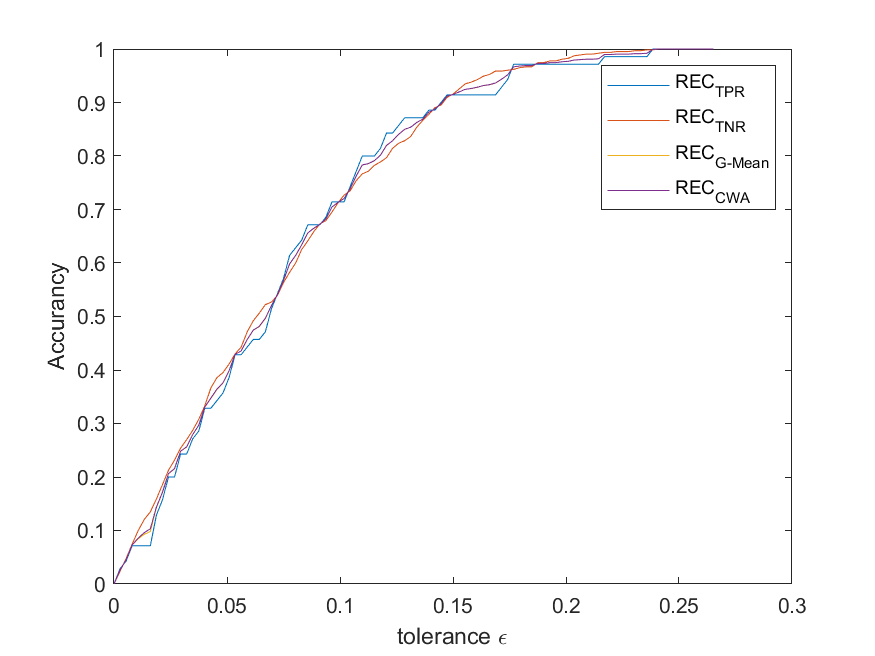 1
0.9
0.8
0.7
0.6
0.5
0.4
0.3
0.2
0.1
0
Accurancy
REC_TPR
REC_TNR
REC_G-Mean
REC_CWA
0 0.05 0.1 0.15 0.2 0.25 0.3
tolerance ϵ